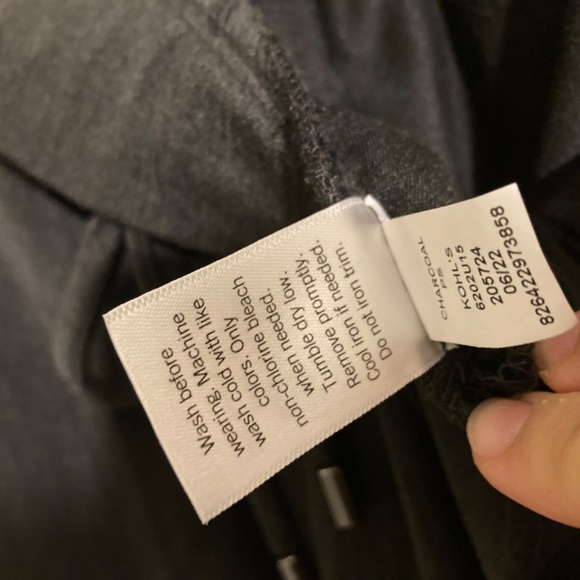 Wash before
wearing. Machine
wash cold with like
colors. Only
non-chlorine bleach
when needed.
Tumble dry low.
Remove promptly.
Cool iron if needed.
Do not iron trim.
CHARCOAL
PS 'S
KOHL'S
6202U15
205724
06/22
826422973858